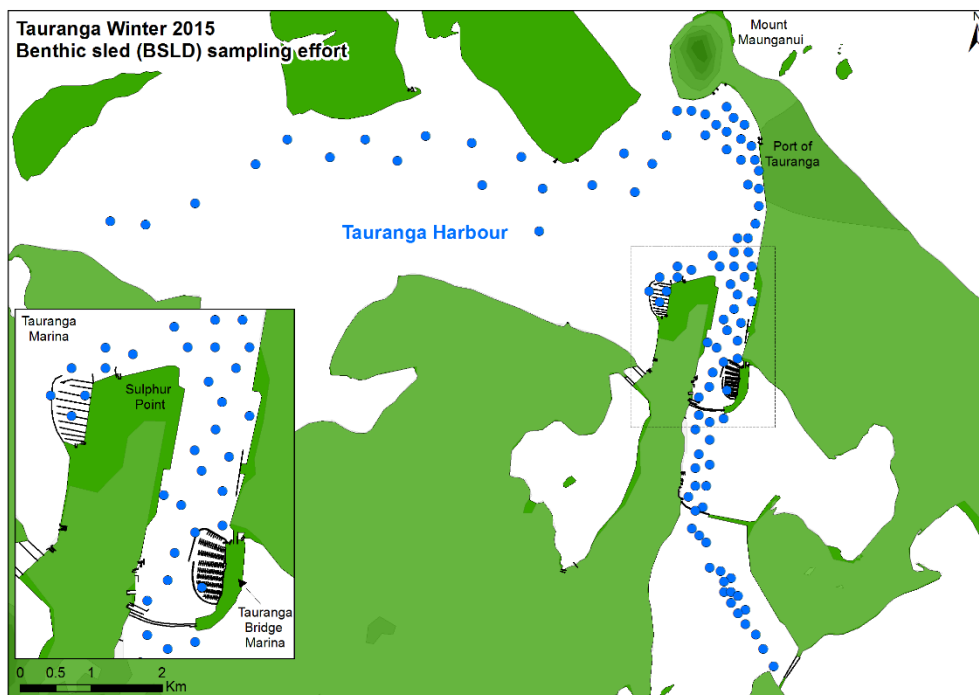 Tauranga Winter 2015
Benthic sled (BSLD) sampling effort
Mount
Maunganui
N
Port of
Tauranga
Tauranga Harbour
Tauranga
Marina
Sulphur
Point
Tauranga
Bridge
Marina
0 0.5 1 2
Km